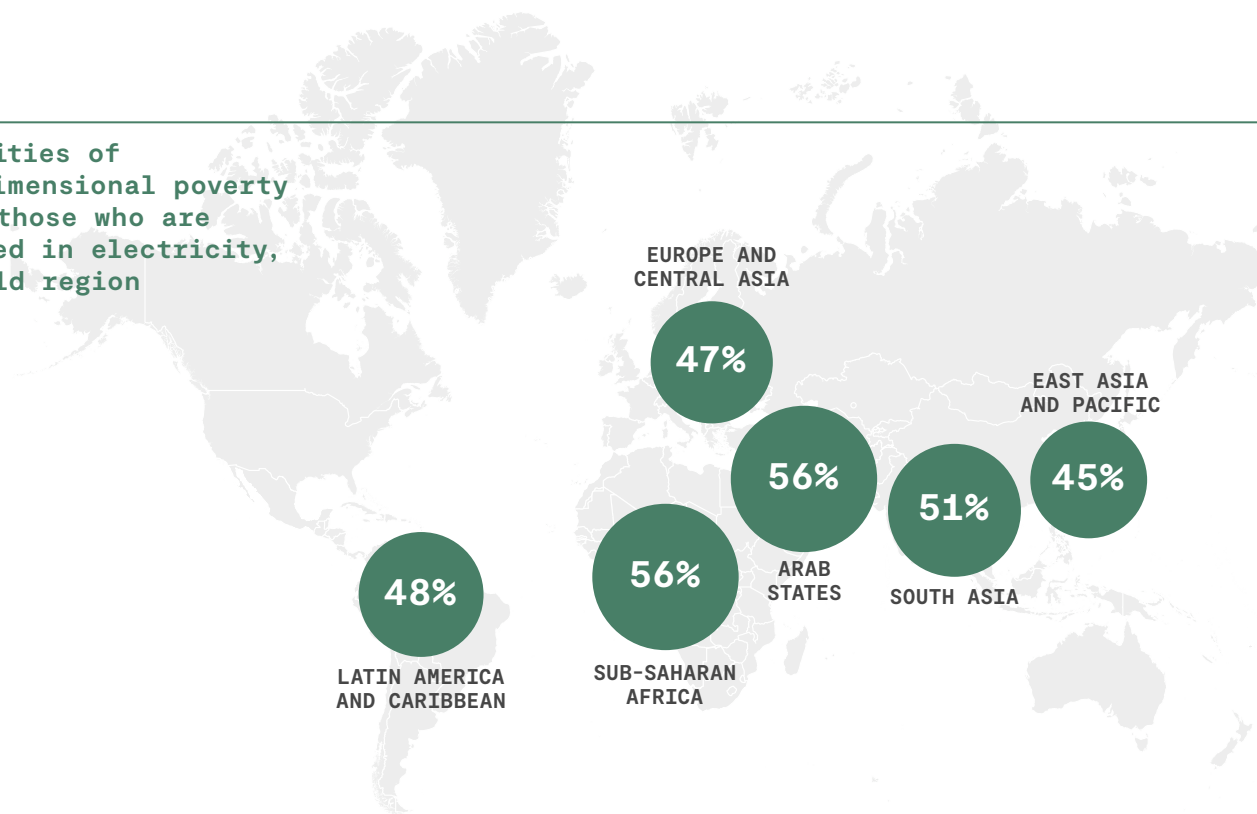 ities of
imensional poverty
those who are
ed in electricity,
ld region
EUROPE AND
CENTRAL ASIA
47%
EAST ASIA
AND PACIFIC
45%
56%
ARAB
STATES
51%
SOUTH ASIA
56%
SUB-SAHARAN
AFRICA
48%
LATIN AMERICA
AND CARIBBEAN